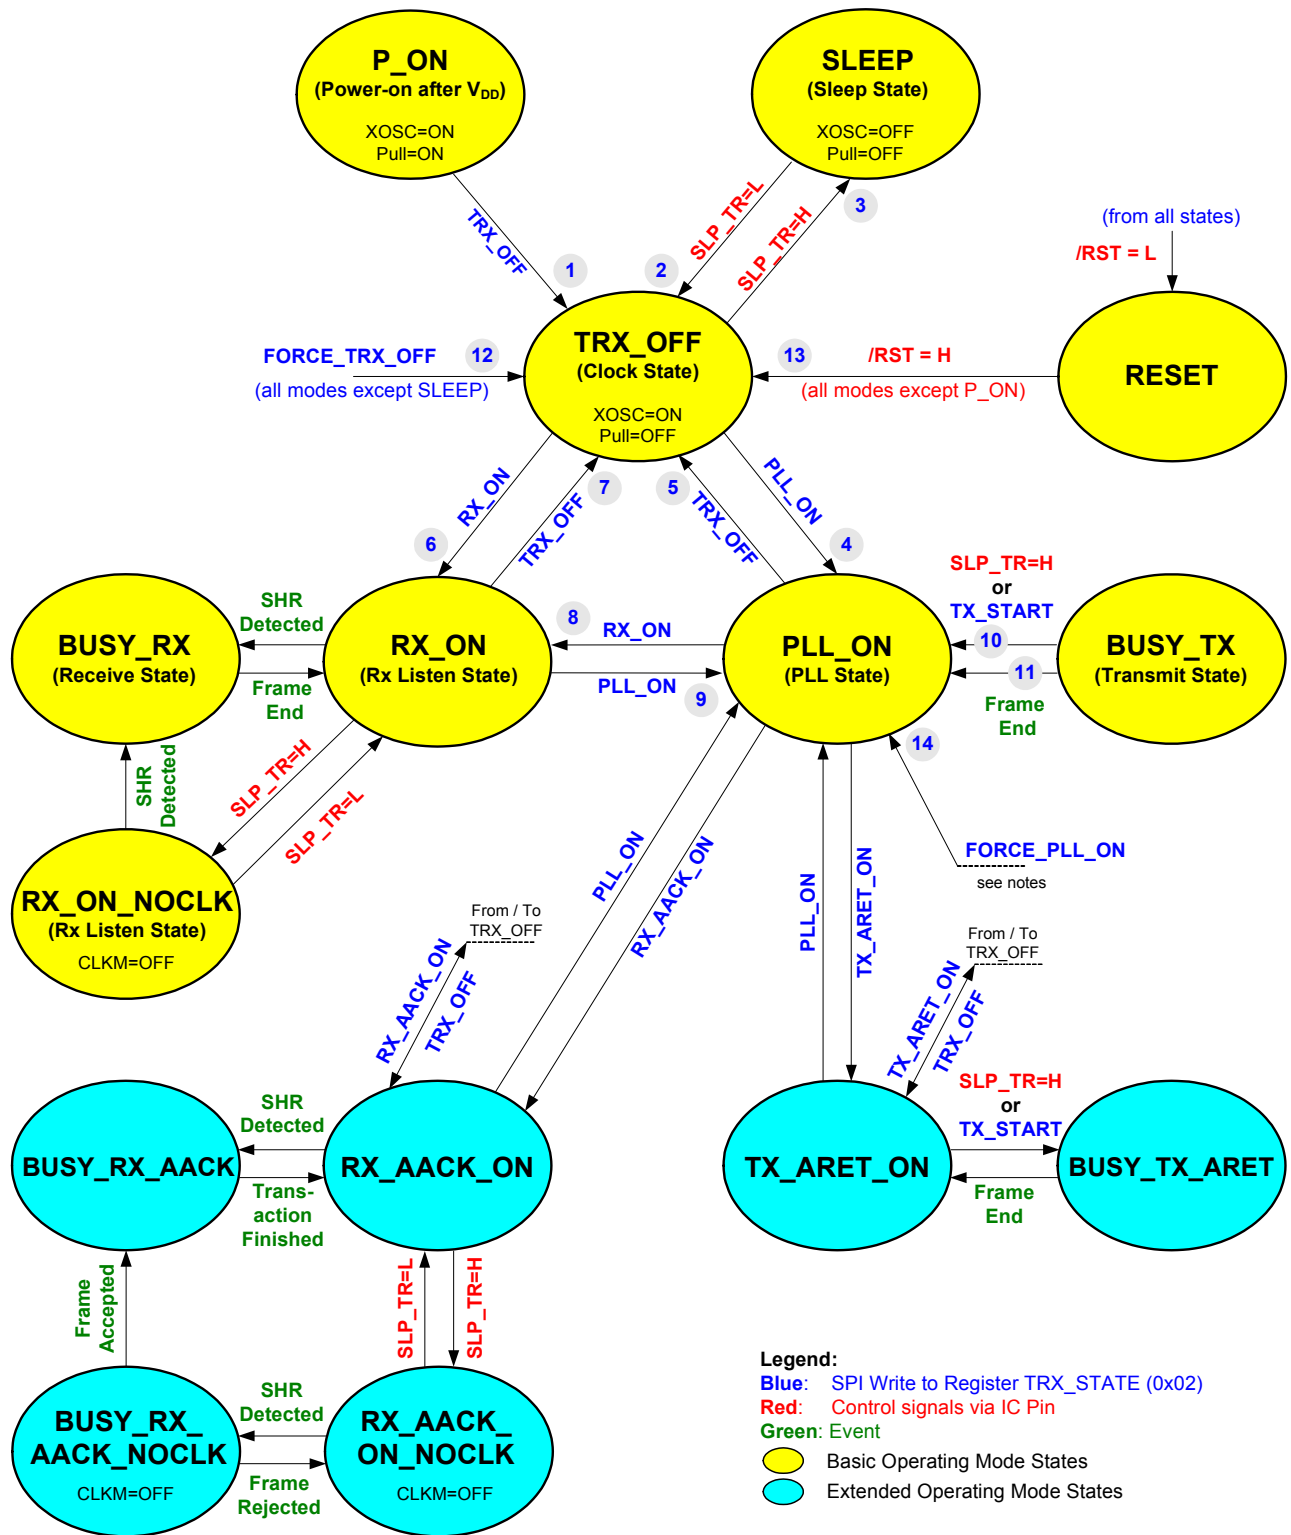 P_ON
(Power-on after VDD)
XOSC=ON
Pull=ON
SLEEP
(Sleep State)
XOSC=OFF
Pull=OFF
TRX_OFF
1
2
SLP_TR=L
SLP_TR=H
3
(from all states)
/RST = L
FORCE_TRX_OFF
12
(all modes except SLEEP)
TRX_OFF
(Clock State)
XOSC=ON
Pull=OFF
13
/RST = H
(all modes except P_ON)
RESET
RX_ON
6
TRX_OFF
7
5
TRX_OFF
PLL_ON
4
BUSY_RX
(Receive State)
SHR
Detected
Frame
End
RX_ON
(Rx Listen State)
8
RX_ON
PLL_ON
9
PLL_ON
(PLL State)
SLP_TR=H
or
TX_START
10
11
Frame
End
BUSY_TX
(Transmit State)
14
FORCE_PLL_ON
see notes
SHR
Detected
SLP_TR=H
SLP_TR=L
RX_ON_NOCLK
(Rx Listen State)
CLKM=OFF
PLL_ON
RX_AACK_ON
PLL_ON
TX_ARET_ON
From / To
TRX_OFF
RX_AACK_ON
TRX_OFF
From / To
TRX_OFF
TX_ARET_ON
TRX_OFF
BUSY_RX_AACK
SHR
Detected
Trans-
action
Finished
RX_AACK_ON
TX_ARET_ON
SLP_TR=H
or
TX_START
Frame
End
BUSY_TX_ARET
Frame
Accepted
SLP_TR=L
SLP_TR=H
BUSY_RX_
AACK_NOCLK
CLKM=OFF
SHR
Detected
Frame
Rejected
RX_AACK_
ON_NOCLK
CLKM=OFF
Legend:
Blue: SPI Write to Register TRX_STATE (0x02)
Red: Control signals via IC Pin
Green: Event
Basic Operating Mode States
Extended Operating Mode States